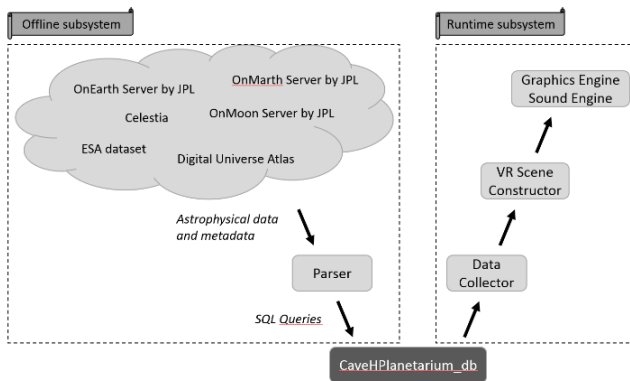 Offline subsystem
Runtime subsystem
OnEarth Server by JPL
OnMarth Server by JPL
Celestia
OnMoon Server by JPL
ESA dataset
Digital Universe Atlas
Astrophysical data
and metadata
Parser
SQL Queries
CaveHPlanetarium_db
Graphics Engine
Sound Engine
VR Scene
Constructor
Data
Collector